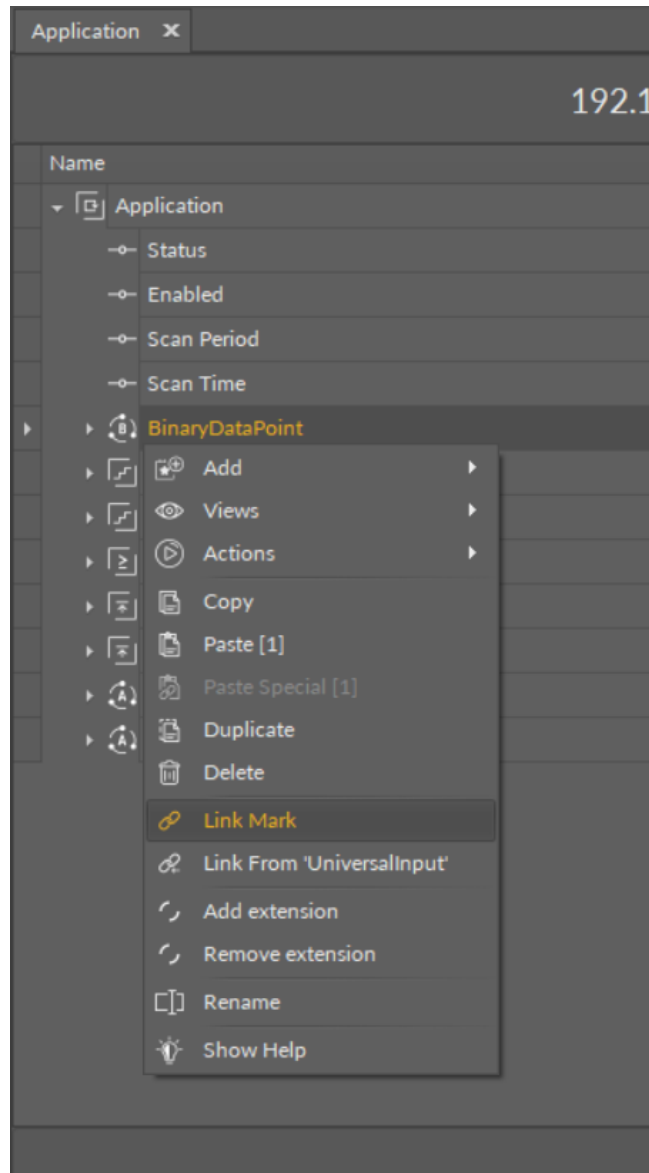 Application
192.1
Name
Application
Status
Enabled
Scan Period
Scan Time
BinaryDataPoint
Add
Views
Actions
Copy
Paste [1]
Paste Special [1]
Duplicate
Delete
Link Mark
Link From 'UniversalInput'
Add extension
Remove extension
Rename
Show Help